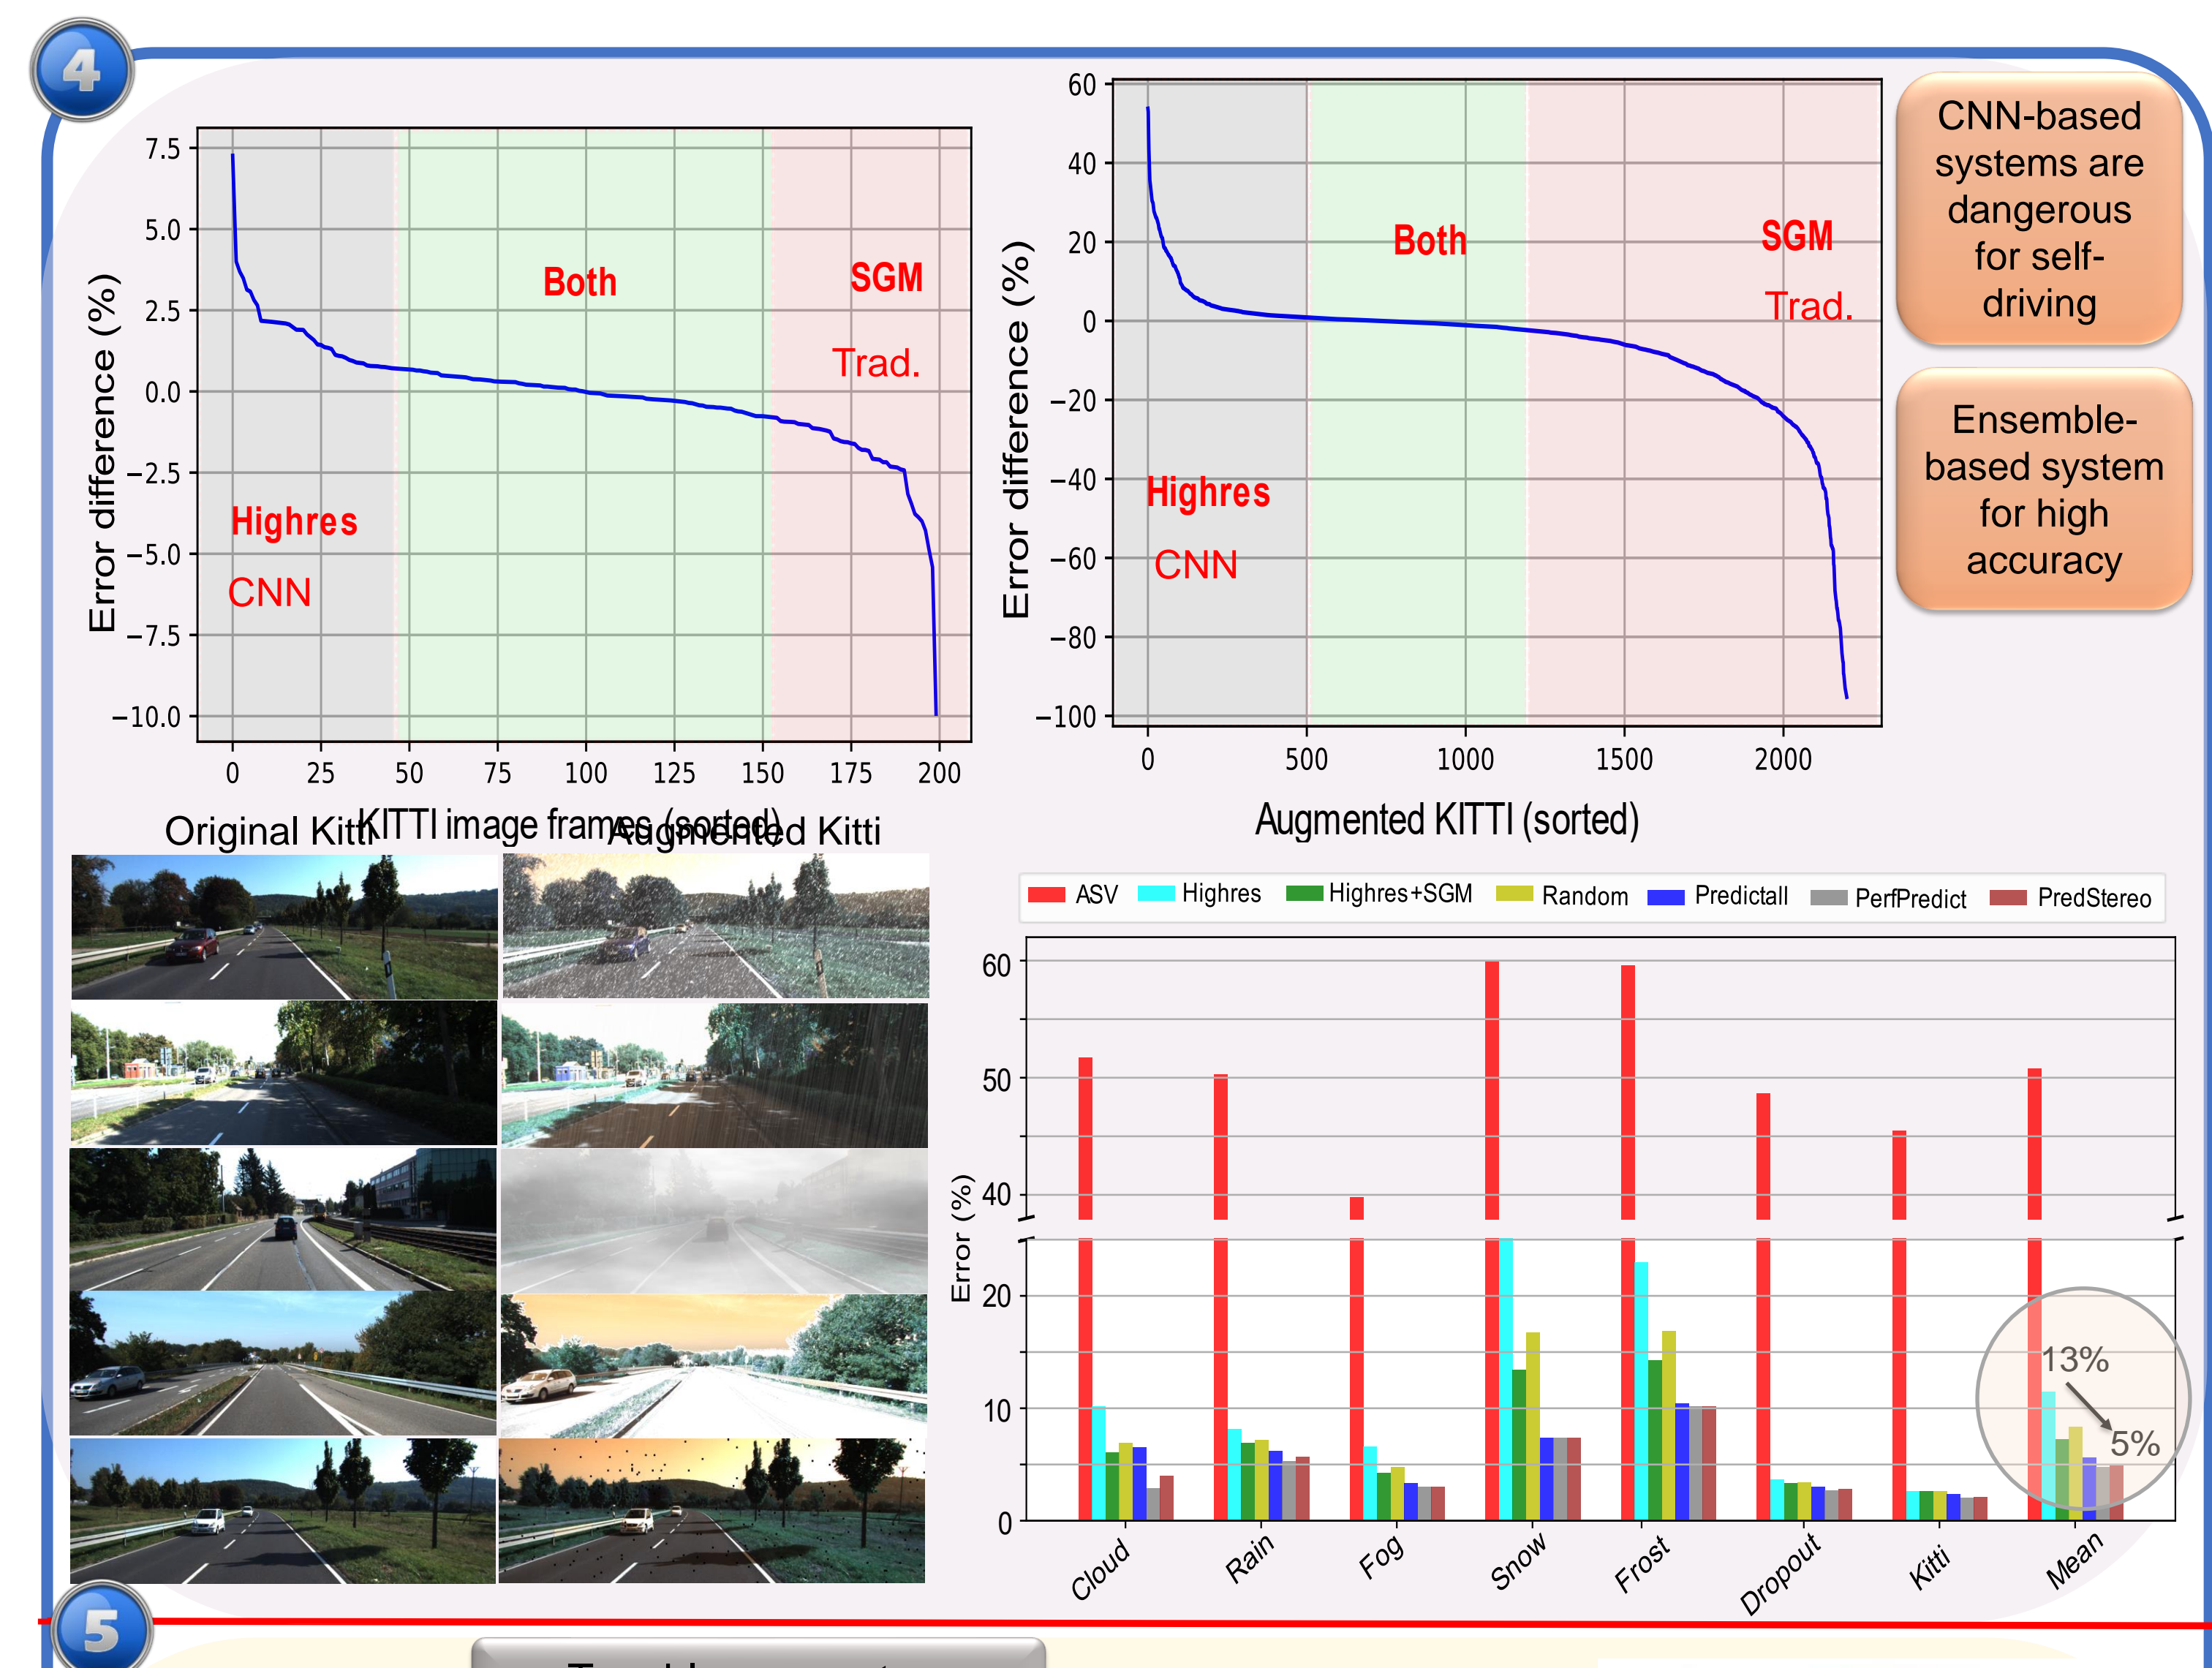 4
7.5
5.0
2.5
0.0
−2.5
−5.0
−7.5
−10.0
Error difference (%)
Both
SGM
Trad.
Highres
CNN
0 25 50 75 100 125 150 175 200
KITTI image frames (sorted)
60
40
20
0
−20
−40
−60
−80
−100
Error difference (%)
Both
SGM
Trad.
Highres
CNN
0 500 1000 1500 2000
Augmented KITTI (sorted)
CNN-based
systems are
dangerous
for self-
driving
Ensemble-
based system
for high
accuracy
Original Kitti
Augmented Kitti
ASV Highres Highres+SGM Random Predictall PerfPredict PredStereo
60
50
40
20
10
0
Error (%)
13%
5%
Cloud Rain Fog Snow Frost Dropout Kitti Mean
5